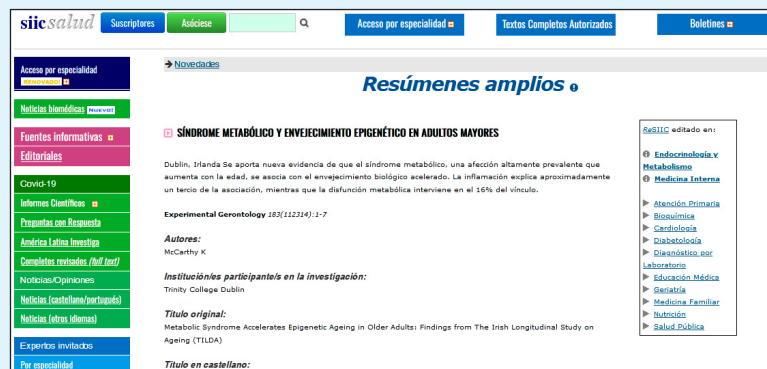 siicsalud
Suscriptores
Asóciese
Acceso por especialidad
Textos Completos Autorizados
Boletines
Acceso por especialidad
RENOVADO!
Noticias biomédicas Nuevo!
Fuentes informativas
Editoriales
Covid-19
Informes Científicos
Preguntas con Respuesta
América Latina Investiga
Completos revisados (full text)
Noticias/Opiniones
Noticias (castellano/portugués)
Noticias (otros idiomas)
Expertos invitados
Por especialidad
Novedades
Resúmenes amplios
SÍNDROME METABÓLICO Y ENVEJECIMIENTO EPIGENÉTICO EN ADULTOS MAYORES
Dublin, Irlanda Se aporta nueva evidencia de que el síndrome metabólico, una afección altamente prevalente que
aumenta con la edad, se asocia con el envejecimiento biológico acelerado. La inflamación explica aproximadamente
un tercio de la asociación, mientras que la disfunción metabólica interviene en el 16% del vínculo.
Experimental Gerontology 183(112314):1-7
Autores:
McCarthy K
Institución/es participante/s en la investigación:
Trinity College Dublin
Título original:
Metabolic Syndrome Accelerates Epigenetic Ageing in Older Adults: Findings from The Irish Longitudinal Study on
Ageing (TILDA)
Título en castellano:
ReSIIC editado en:
Endocrinología y
Metabolismo
Medicina Interna
Atención Primaria
Bioquímica
Cardiología
Diabetología
Diagnóstico por
Laboratorio
Educación Médica
Geriatría
Medicina Familiar
Nutrición
Salud Pública